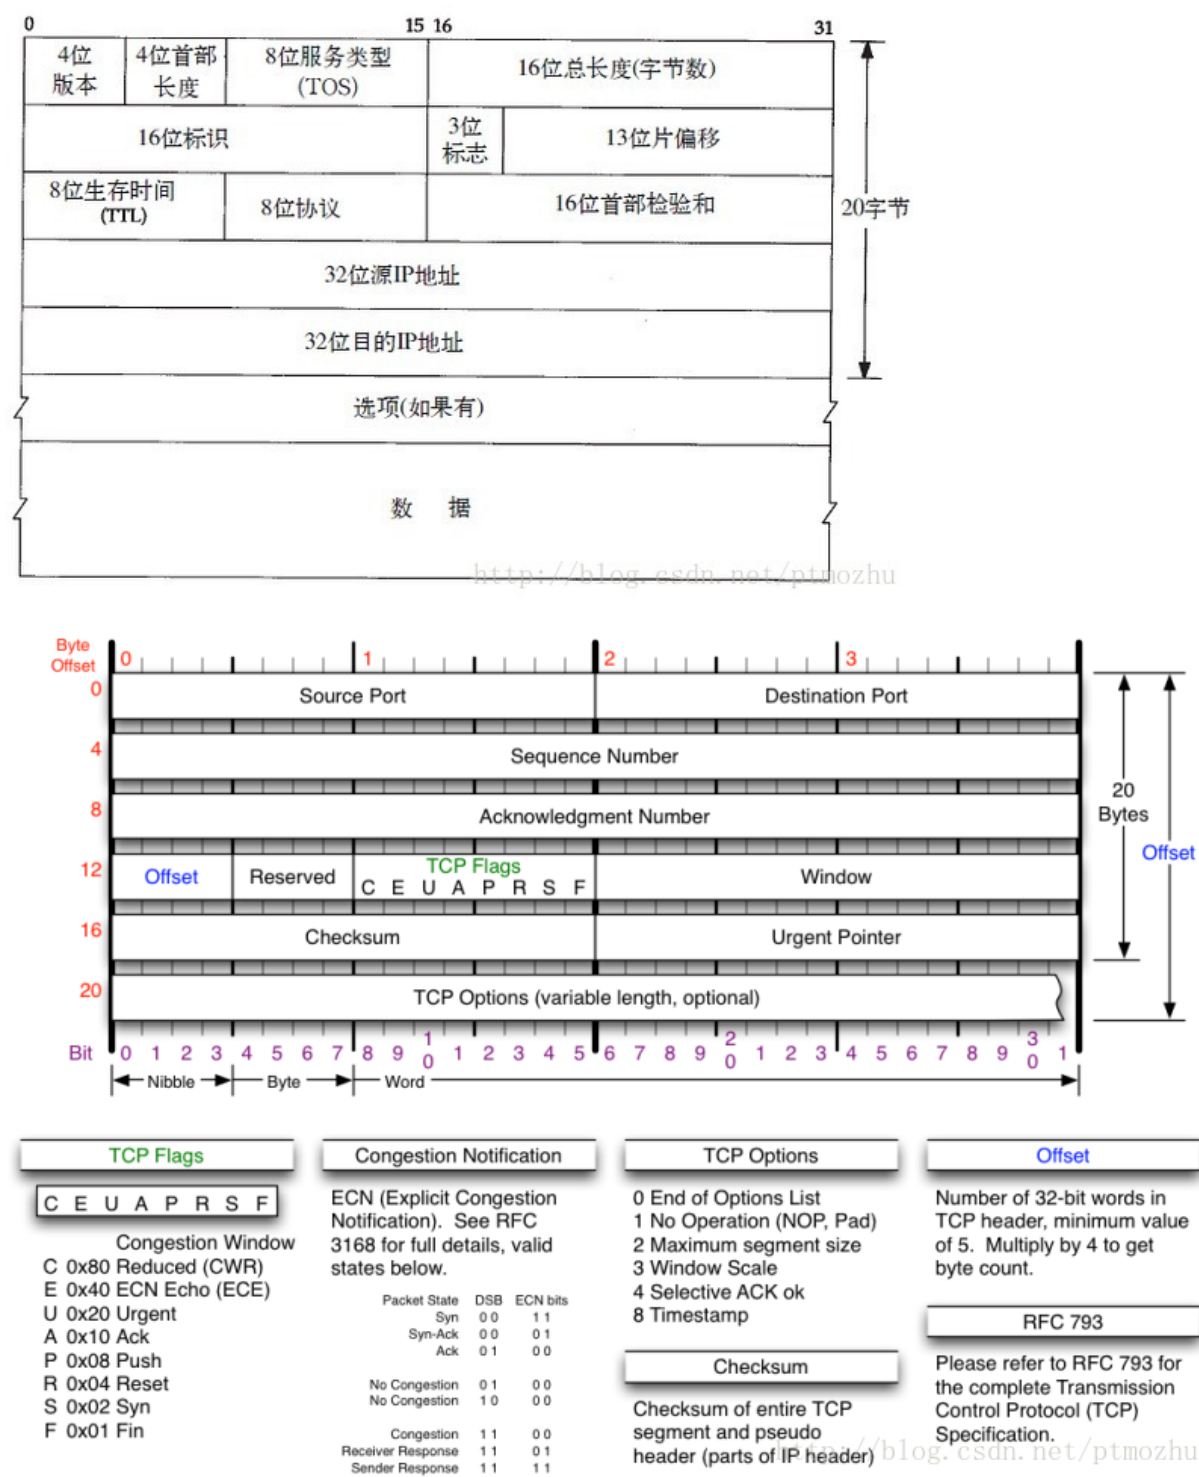 0 15 16 31
4位 4位首部 8位服务类型 16位总长度(字节数)
版本 长度 (TOS)
16位标识 3位 13位片偏移
标志
8位生存时间 8位协议 16位首部检验和 20字节
(TTL)
32位源IP地址
32位目的IP地址
选项(如果有)
数 据
http://blog.csdn.net/ptmozhu
Byte
Offset 0 1 2 3
0 Source Port Destination Port
4 Sequence Number
8 Acknowledgment Number 20
Bytes
Offset
12 Offset Reserved TCP Flags Window
C E U A P R S F
16 Checksum Urgent Pointer
20 TCP Options (variable length, optional)
Bit 0 1 2 3 4 5 6 7 8 9 10 1 2 3 4 5 6 7 8 9 20 1 2 3 4 5 6 7 8 9 30 1
Nibble Byte Word
TCP Flags
C E U A P R S F
Congestion Window
C 0x80 Reduced (CWR)
E 0x40 ECN Echo (ECE)
U 0x20 Urgent
A 0x10 Ack
P 0x08 Push
R 0x04 Reset
S 0x02 Syn
F 0x01 Fin
Congestion Notification
ECN (Explicit Congestion
Notification). See RFC
3168 for full details, valid
states below.
Packet State DSB ECN bits
Syn 0 0 1 1
Syn-Ack 0 0 0 1
Ack 0 1 0 0
No Congestion 0 1 0 0
No Congestion 1 0 0 0
Congestion 1 1 0 0
Receiver Response 1 1 0 1
Sender Response 1 1 1 1
TCP Options
0 End of Options List
1 No Operation (NOP, Pad)
2 Maximum segment size
3 Window Scale
4 Selective ACK ok
8 Timestamp
Checksum
Checksum of entire TCP
segment and pseudo
header (parts of IP header)
Offset
Number of 32-bit words in
TCP header, minimum value
of 5. Multiply by 4 to get
byte count.
RFC 793
Please refer to RFC 793 for
the complete Transmission
Control Protocol (TCP)
Specification.
http://blog.csdn.net/ptmozhu